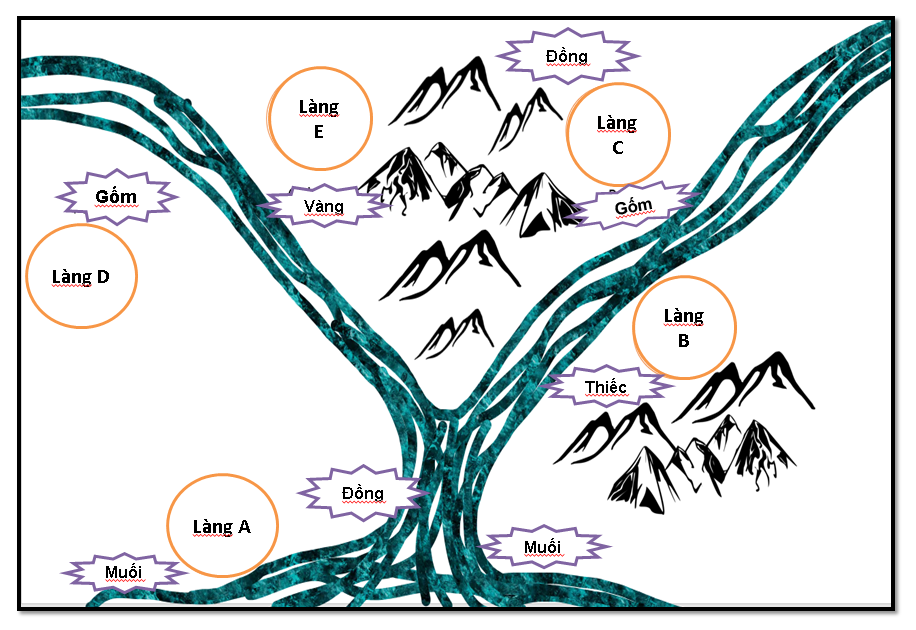 Đồng
Làng
E
Làng
C
Gốm
Vàng
Gốm
Làng D
Làng
B
Thiếc
Đồng
Làng A
Muối
Muối